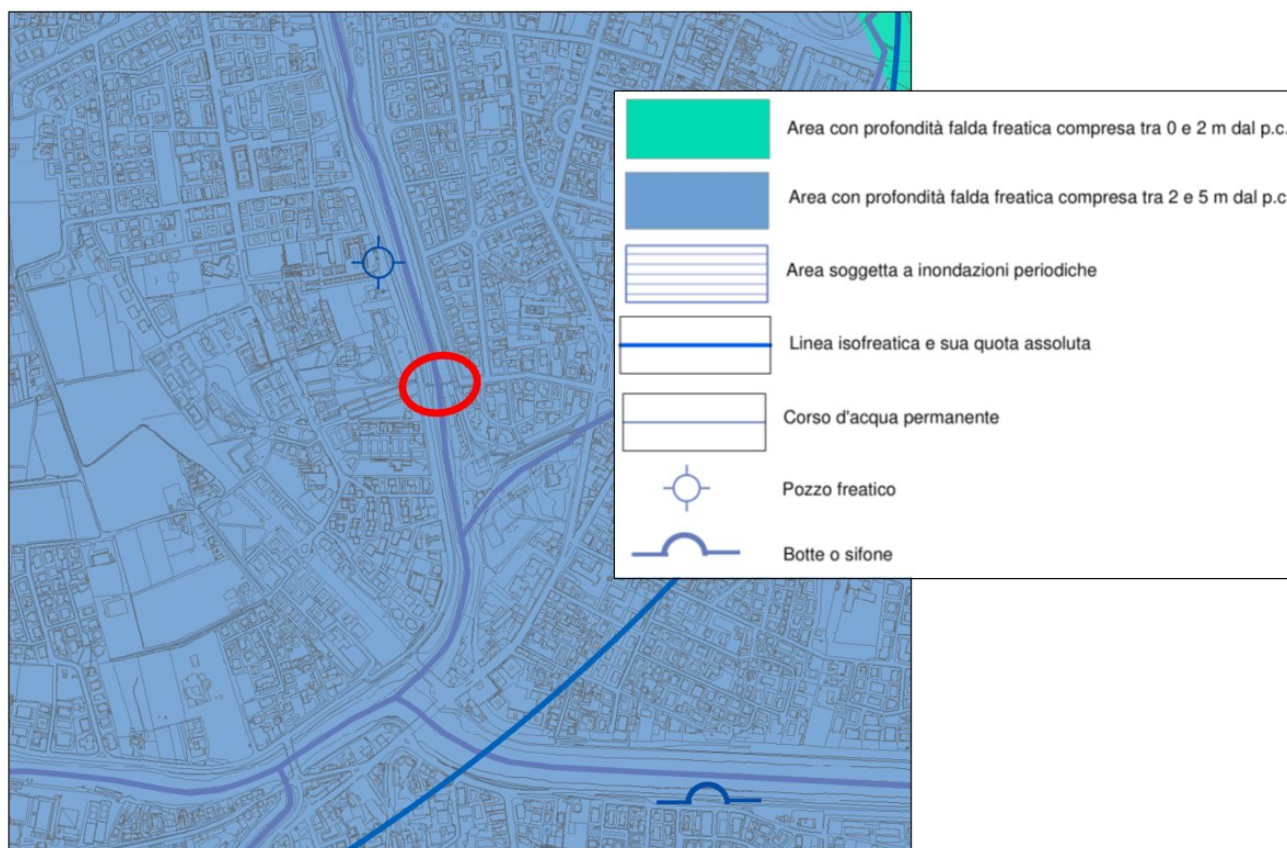 Area con profondità falda freatica compresa tra 0 e 2 m dal p.c.
Area con profondità falda freatica compresa tra 2 e 5 m dal p.c
Area soggetta a inondazioni periodiche
Linea isofreatica e sua quota assoluta
Corso d'acqua permanente
Pozzo freatico
Botte o sifone